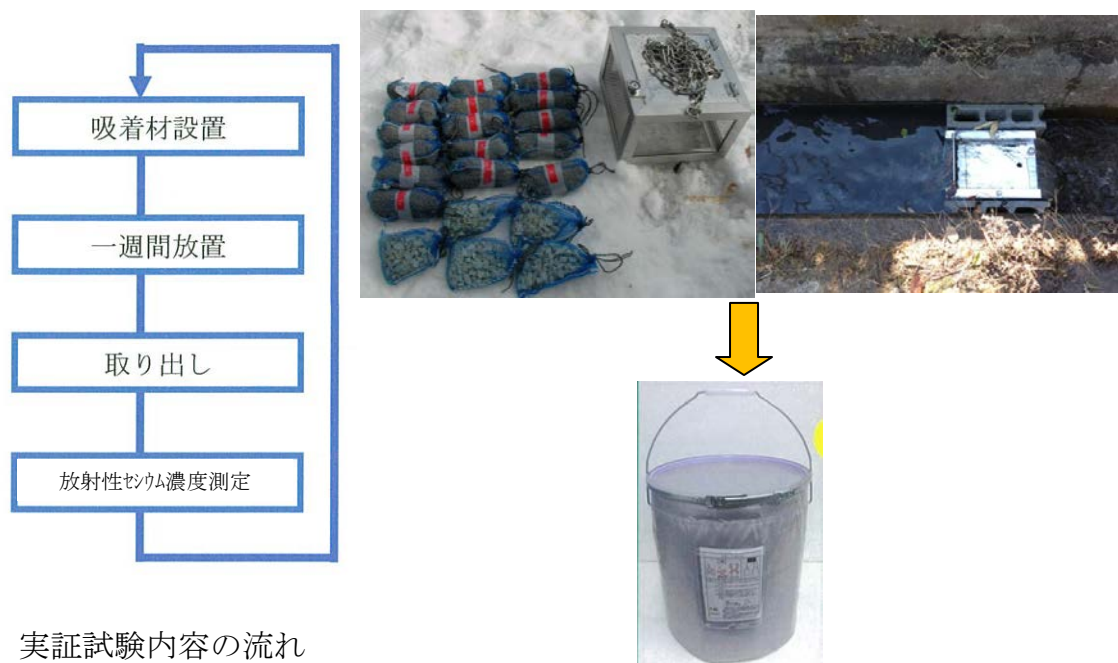 吸着材設置
一週間放置
取り出し
放射性ｾｼｳﾑ濃度測定
実証試験内容の流れ